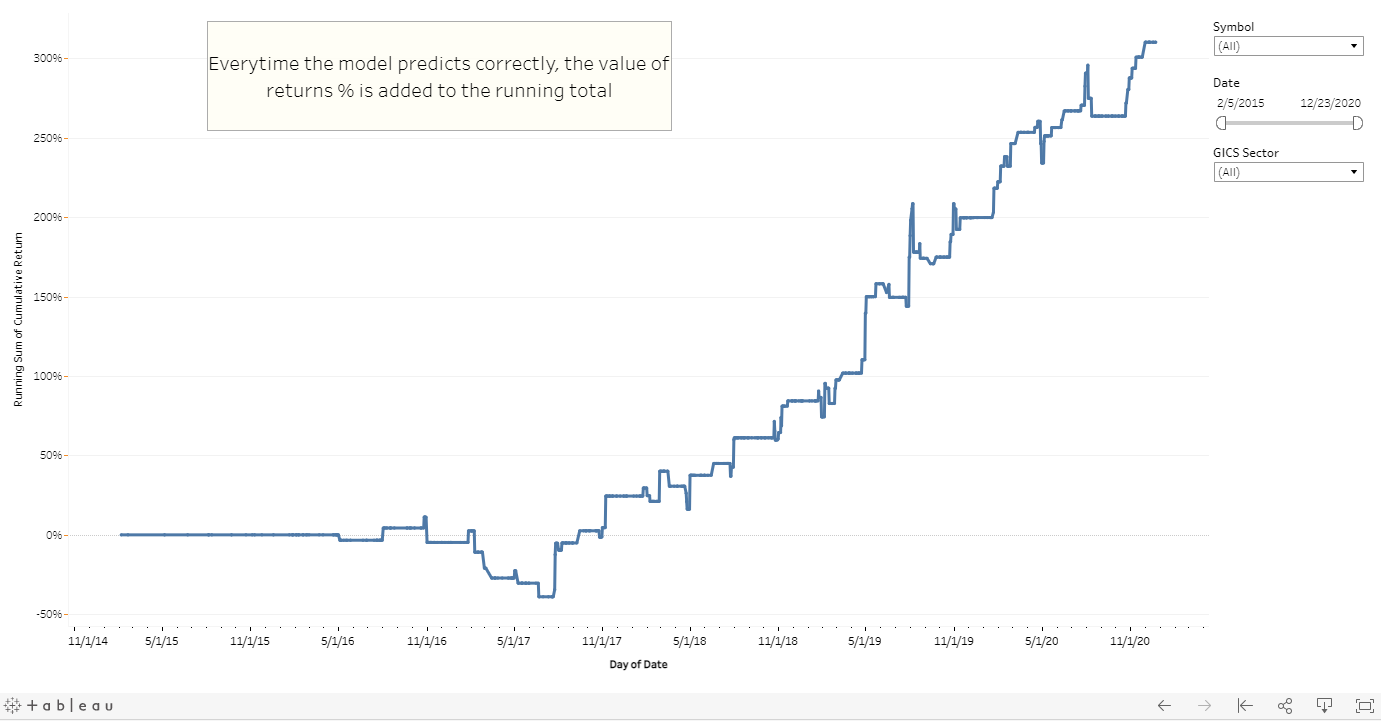 Everytime the model predicts correctly, the value of
returns % is added to the running total
Symbol
(All)
Date
2/5/2015 12/23/2020
GICS Sector
(All)
Running Sum of Cumulative Return
300%
250%
200%
150%
100%
50%
0%
-50%
11/1/14 5/1/15 11/1/15 5/1/16 11/1/16 5/1/17 11/1/17 5/1/18 11/1/18 5/1/19 11/1/19 5/1/20 11/1/20
Day of Date
+ableau